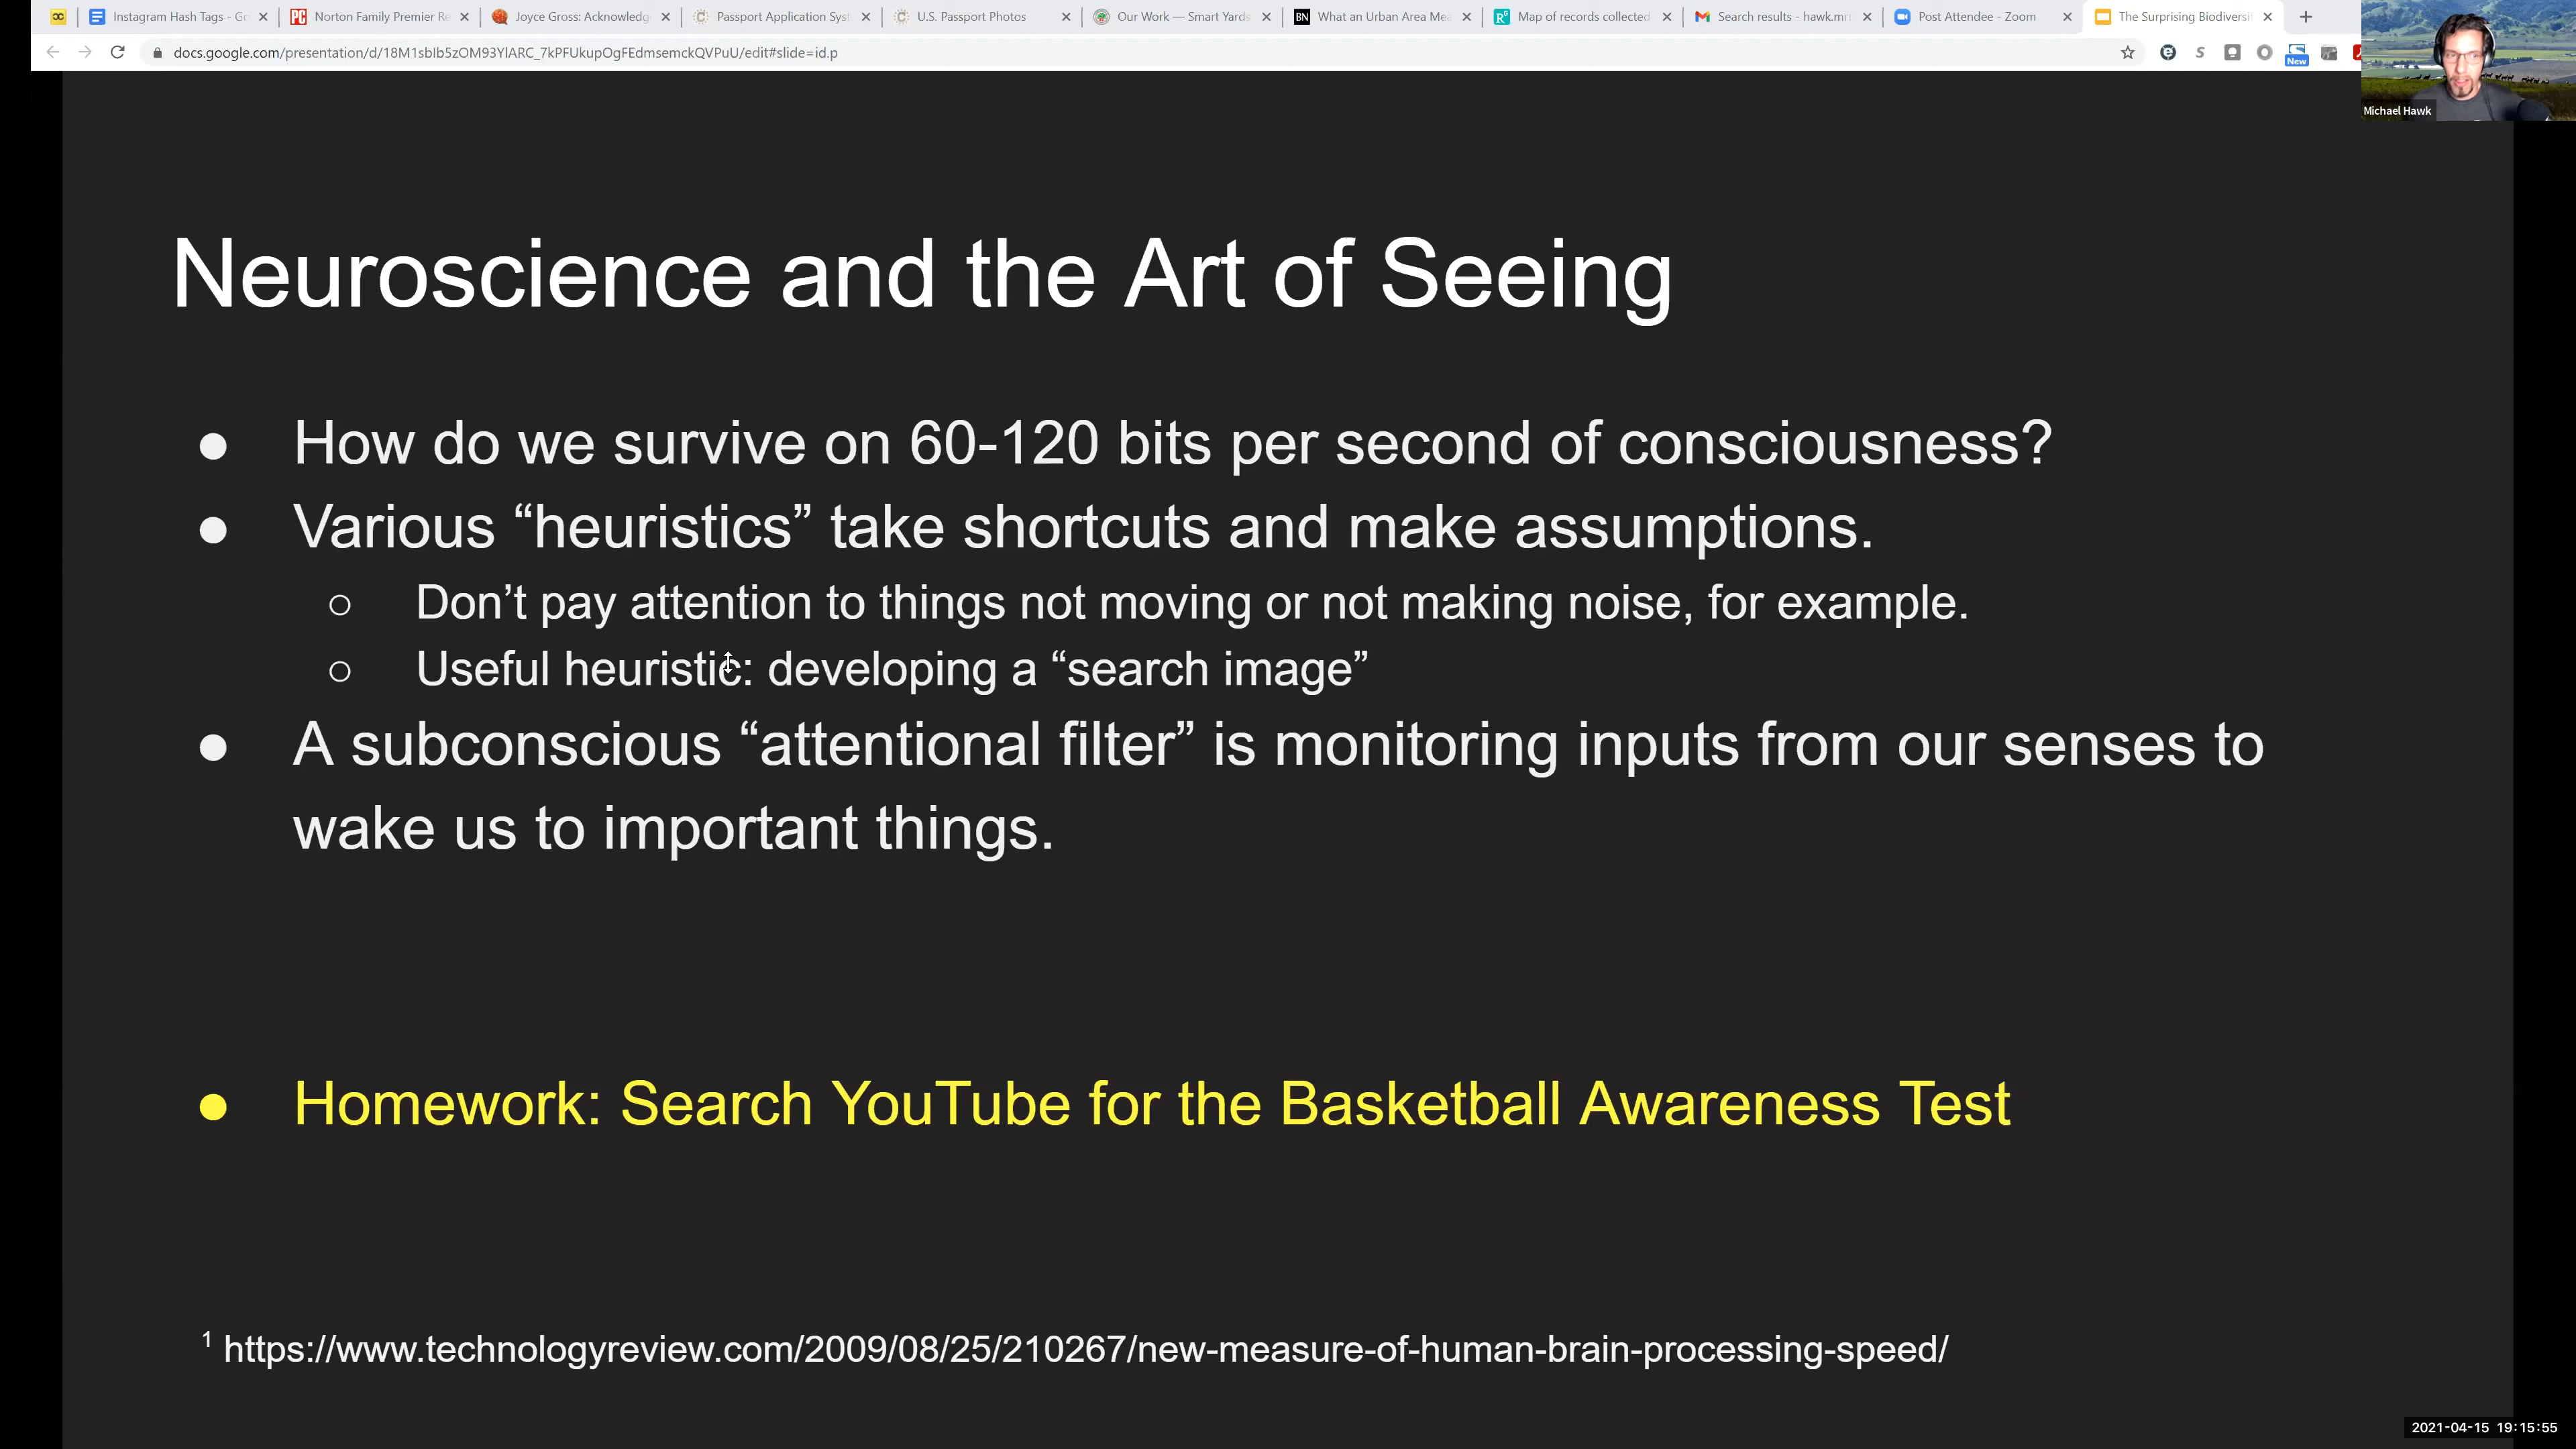 Instagram Hash Tags - Go
Norton Family Premier Re
Joyce Gross: Acknowledg
Passport Application Syst
U.S. Passport Photos
Our Work — Smart Yards
BN What an Urban Area Mea
Map of records collected
Search results - hawk.mr
Post Attendee - Zoom
The Surprising Biodiversit
docs.google.com/presentation/d/18M1sbIb5zOM93YlARC_7kPFUkupOgFEdmsemckQVPuU/edit#slide=id.p
New
Michael Hawk
Neuroscience and the Art of Seeing
● How do we survive on 60-120 bits per second of consciousness?
● Various “heuristics” take shortcuts and make assumptions.
○ Don’t pay attention to things not moving or not making noise, for example.
○ Useful heuristic: developing a “search image”
● A subconscious “attentional filter” is monitoring inputs from our senses to
wake us to important things.
● Homework: Search YouTube for the Basketball Awareness Test
¹ https://www.technologyreview.com/2009/08/25/210267/new-measure-of-human-brain-processing-speed/
2021-04-15 19:15:55